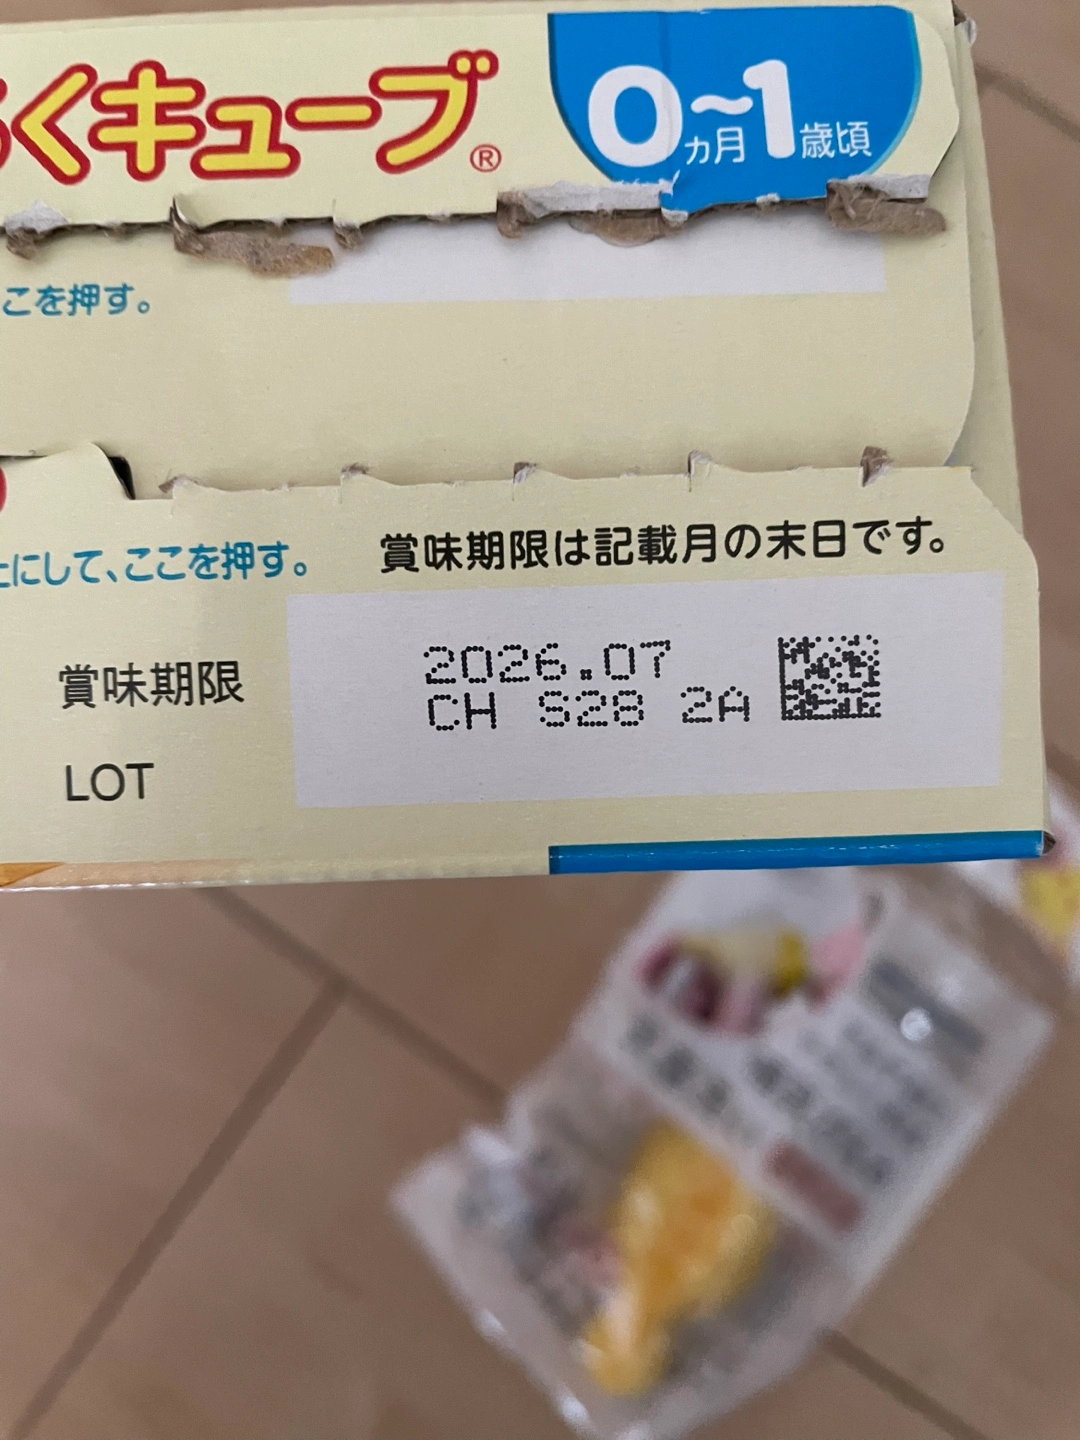 くキューブ®
0ヵ月~1歳頃
こを押す。
にして、ここを押す。
賞味期限は記載月の末日です。
賞味期限
2026.07
CH S28 2A
LOT